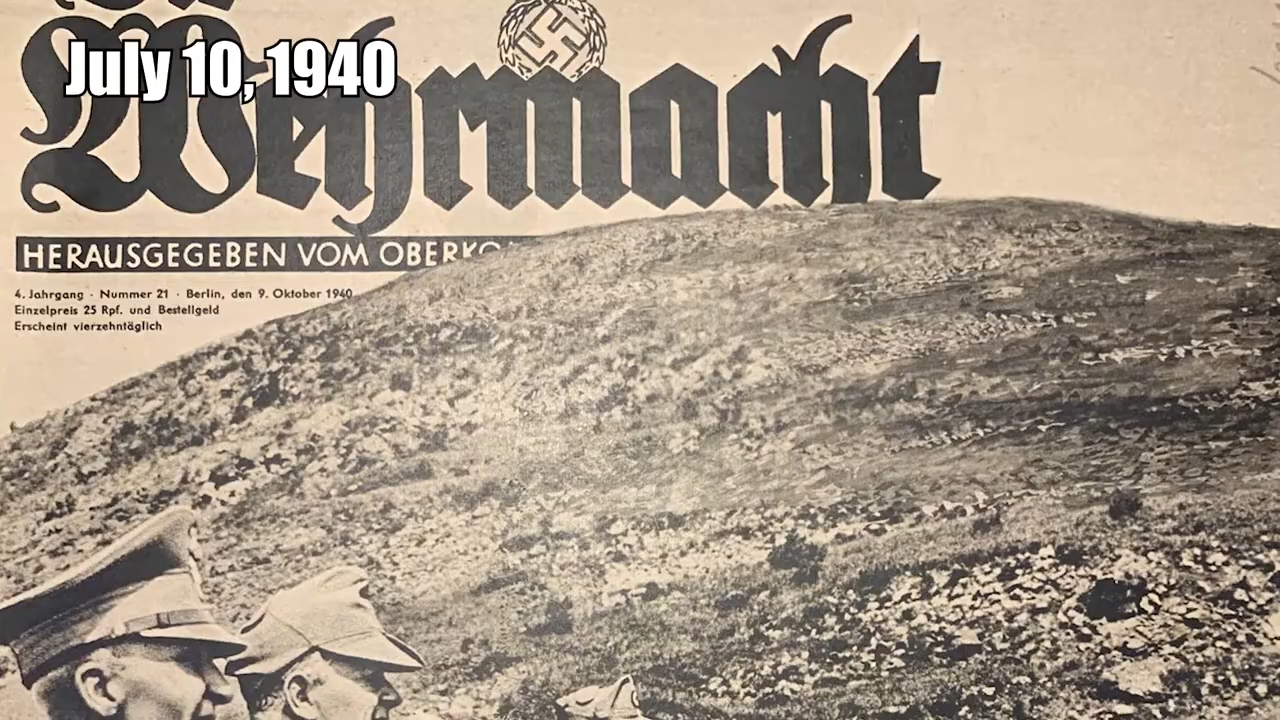 July 10, 1940
Wehrmacht
HERAUSGEGEBEN VOM
4. Jahrgang · Nummer 21 · Berlin, den 9. Oktober 1940
Einzelpreis 25 Rpf. und Bestellgeld
Erscheint vierzehntäglich